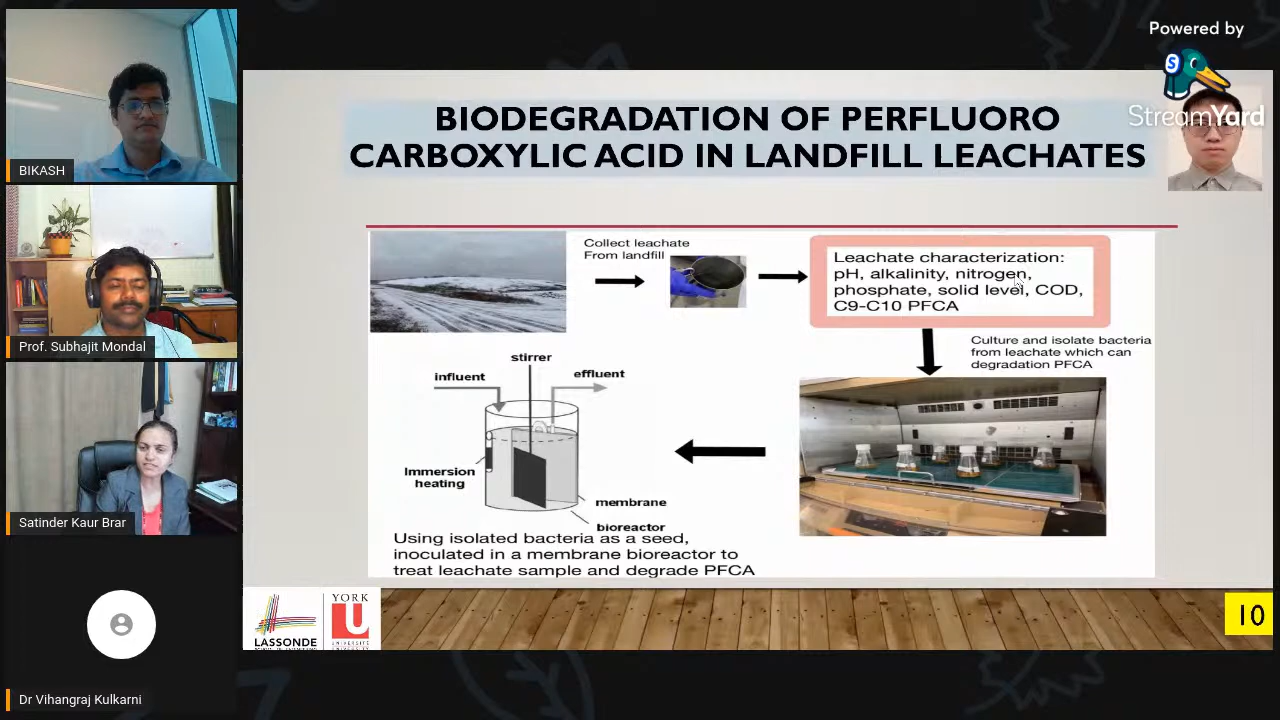 Powered by
StreamYard
BIKASH
Prof. Subhajit Mondal
Satinder Kaur Brar
Dr Vihangraj Kulkarni
BIODEGRADATION OF PERFLUORO
CARBOXYLIC ACID IN LANDFILL LEACHATES
Collect leachate
From landfill
Leachate characterization:
pH, alkalinity, nitrogen,
phosphate, solid level, COD,
C9-C10 PFCA
Culture and isolate bacteria
from leachate which can
degradation PFCA
stirrer
influent
effluent
Immersion
heating
membrane
bioreactor
Using isolated bacteria as a seed,
inoculated in a membrane bioreactor to
treat leachate sample and degrade PFCA
LASSONDE
YORK
U
UNIVERSITÉ
UNIVERSITY
10